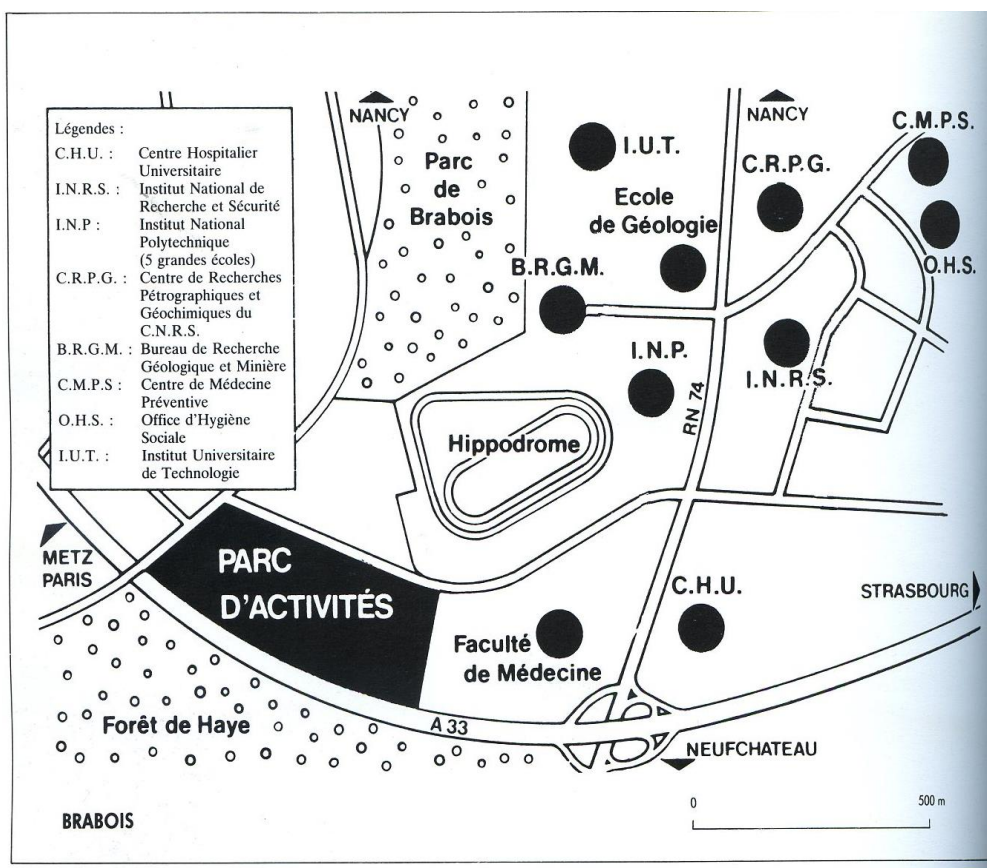 NANCY
NANCY
C.M.P.S.
Légendes :
C.H.U. : Centre Hospitalier
Universitaire
I.N.R.S. : Institut National de
Recherche et Sécurité
I.N.P : Institut National
Polytechnique
(5 grandes écoles)
C.R.P.G. : Centre de Recherches
Pétrographiques et
Géochimiques du
C.N.R.S.
B.R.G.M. : Bureau de Recherche
Géologique et Minière
C.M.P.S : Centre de Médecine
Préventive
O.H.S. : Office d'Hygiène
Sociale
I.U.T. : Institut Universitaire
de Technologie
Parc
de
Brabois
I.U.T.
C.R.P.G.
Ecole
de Géologie
B.R.G.M.
O.H.S.
I.N.P.
I.N.R.S.
RN 74
Hippodrome
METZ
PARIS
PARC
D'ACTIVITÉS
C.H.U.
STRASBOURG
Faculté
de Médecine
Forêt de Haye
A 33
NEUFCHATEAU
BRABOIS
0 500 m